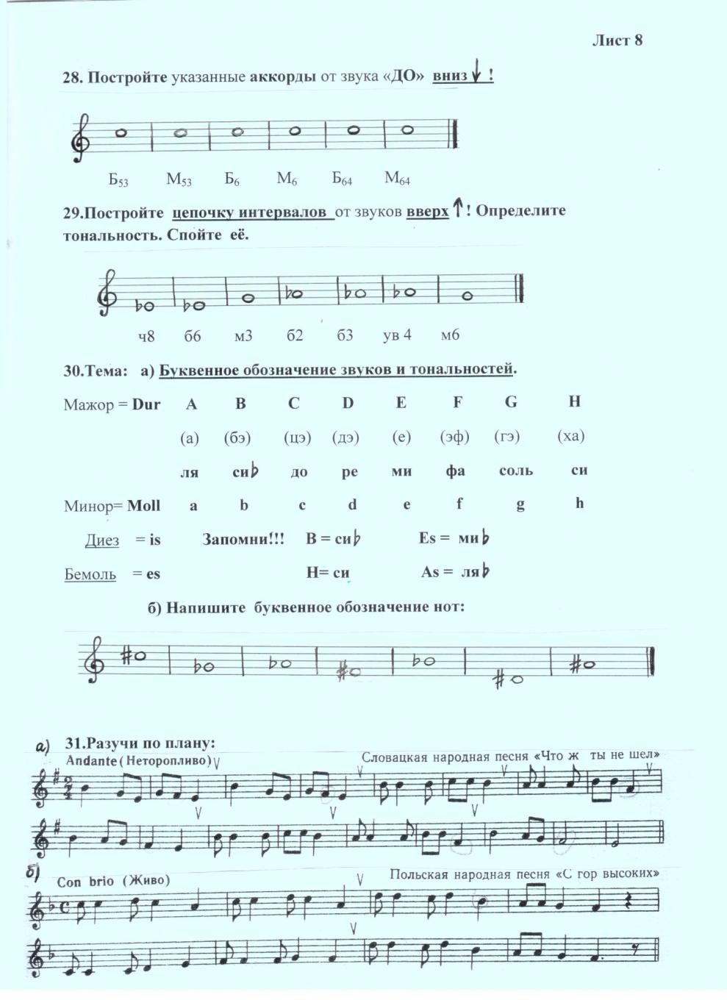 Лист 8
28. Постройте указанные аккорды от звука «ДО» вниз ↓ !
Б53 М53 Б6 М6 Б64 М64
29.Постройте цепочку интервалов от звуков вверх ↑ ! Определите
тональность. Спойте её.
ч8 б6 м3 б2 б3 ув 4 м6
30.Тема: а) Буквенное обозначение звуков и тональностей.
Мажор = Dur A B C D E F G H
(а) (бэ) (цэ) (дэ) (е) (эф) (гэ) (ха)
ля си♭ до ре ми фа соль си
Минор= Moll a b c d e f g h
Диез = is Запомни!!! B = си♭ Es = ми♭
Бемоль = es H= си As = ля♭
б) Напишите буквенное обозначение нот:
а) 31.Разучи по плану:
Andante (Неторопливо) V Словацкая народная песня «Что ж ты не шел»
б)
Con brio (Живо) V Польская народная песня «С гор высоких»